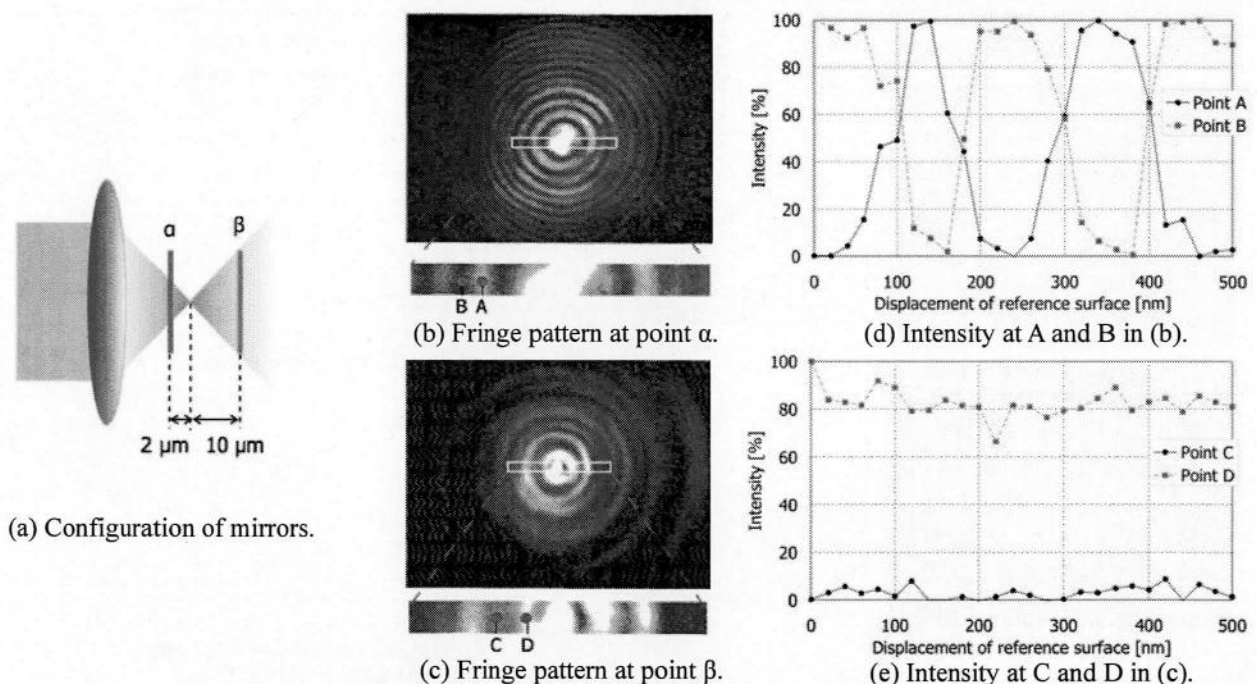 α
β
2 μm
10 μm
(a) Configuration of mirrors.
B
A
(b) Fringe pattern at point α.
C
D
(c) Fringe pattern at point β.
100
80
60
40
20
0
Intensity [%]
Point A
Point B
0
100
200
300
400
500
Displacement of reference surface [nm]
(d) Intensity at A and B in (b).
100
80
60
40
20
0
Intensity [%]
Point C
Point D
0
100
200
300
400
500
Displacement of reference surface [nm]
(e) Intensity at C and D in (c).